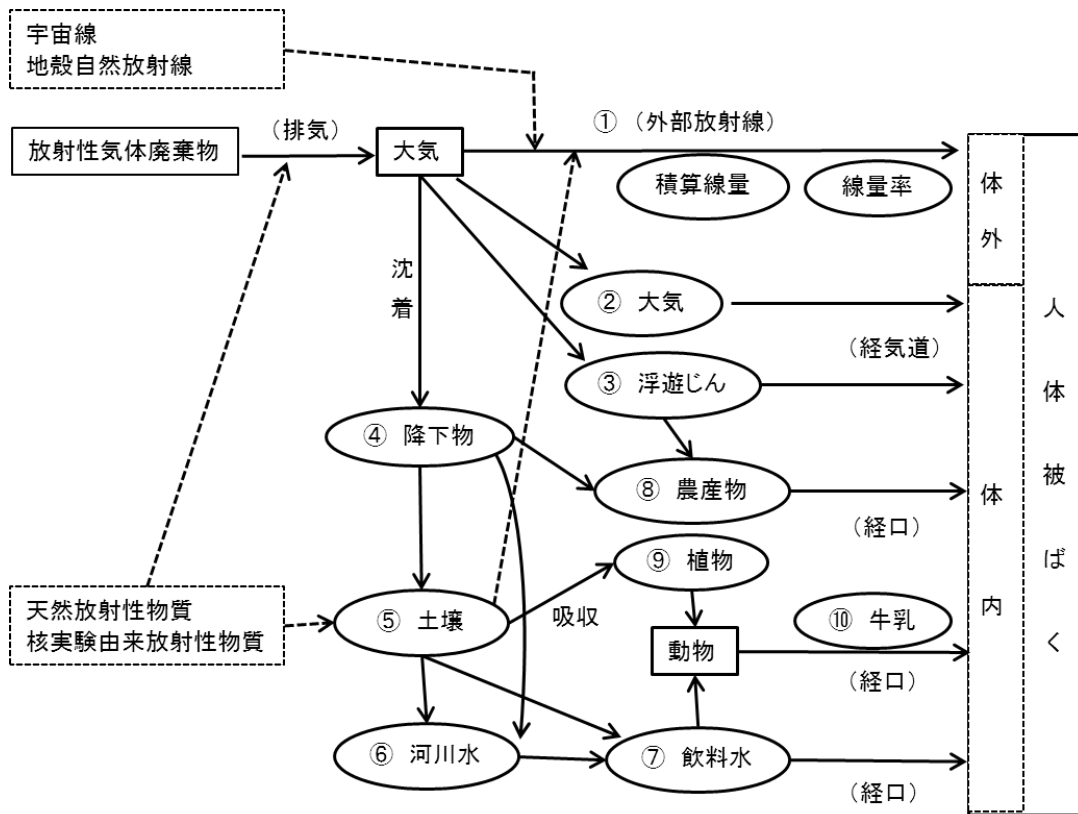 宇宙線
地殻自然放射線
放射性気体廃棄物
（排気）
大気
① （外部放射線）
積算線量
線量率
沈着
② 大気
（経気道）
③ 浮遊じん
④ 降下物
⑧ 農産物
（経口）
⑨ 植物
天然放射性物質
核実験由来放射性物質
⑤ 土壌
吸収
動物
⑩ 牛乳
（経口）
⑥ 河川水
⑦ 飲料水
（経口）
体外
体内
人体被ばく